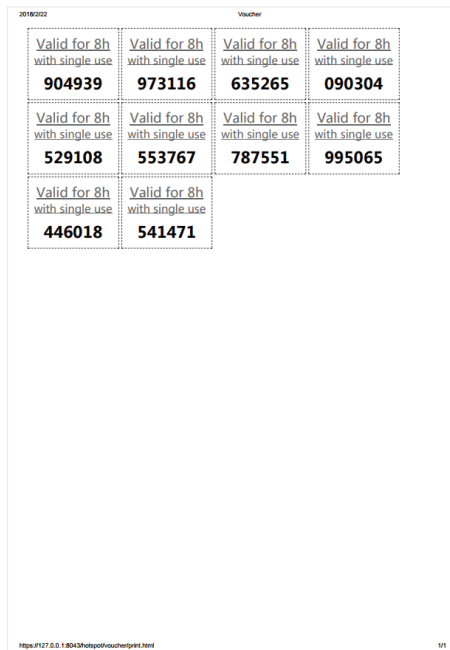 2018/2/22 Voucher
Valid for 8h Valid for 8h Valid for 8h Valid for 8h
with single use with single use with single use with single use
904939 973116 635265 090304
Valid for 8h Valid for 8h Valid for 8h Valid for 8h
with single use with single use with single use with single use
529108 553767 787551 995065
Valid for 8h Valid for 8h
with single use with single use
446018 541471
https://127.0.0.1:8043/hotspot/voucher/print.html 1/1